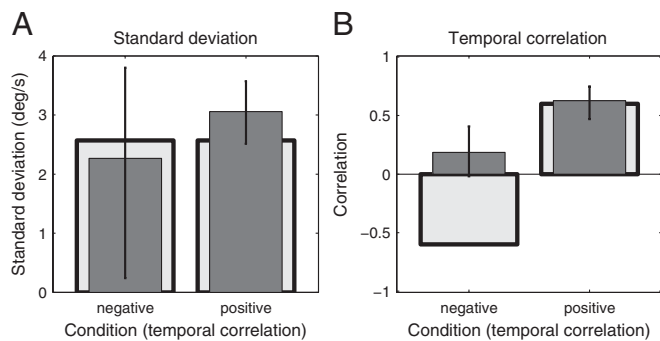 A
Standard deviation
Standard deviation (deg/s)
4
3
2
1
0
negative
positive
Condition (temporal correlation)
B
Temporal correlation
Correlation
1
0.5
0
−0.5
−1
negative
positive
Condition (temporal correlation)